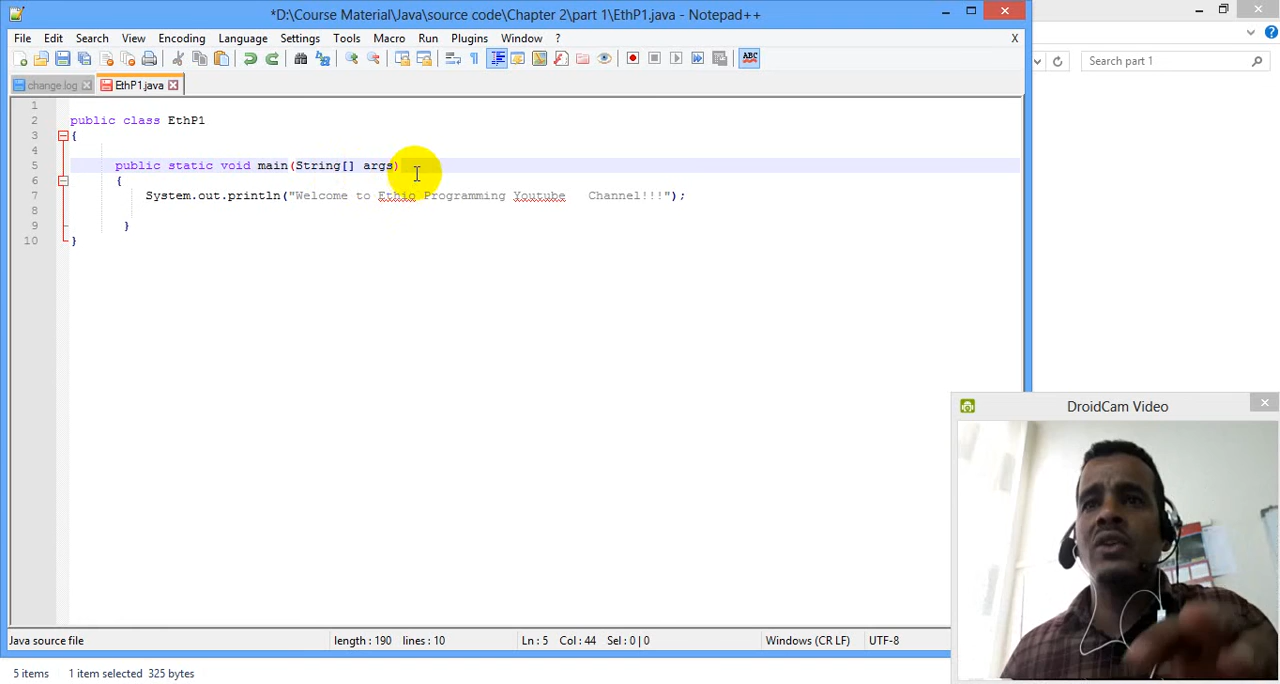 *D:\Course Material\Java\source code\Chapter 2\part 1\EthP1.java - Notepad++
File Edit Search View Encoding Language Settings Tools Macro Run Plugins Window ? X
Search part 1
change.log EthP1.java
1
2 public class EthP1
3 {
4
5 public static void main(String[] args)
6 {
7 System.out.println("Welcome to Ethio Programming Youtube Channel!!!");
8
9 }
10 }
DroidCam Video
Java source file length : 190 lines : 10 Ln : 5 Col : 44 Sel : 0 | 0 Windows (CR LF) UTF-8
5 items 1 item selected 325 bytes